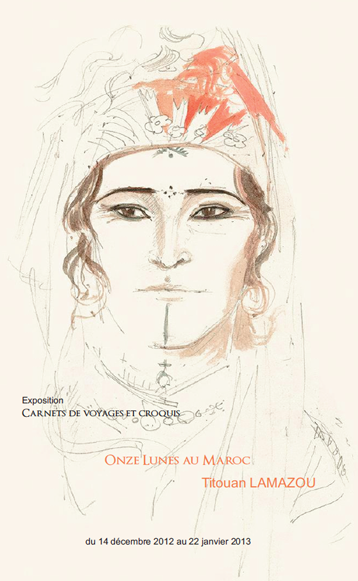 Exposition
CARNETS DE VOYAGES ET CROQUIS
ONZE LUNES AU MAROC
Titouan LAMAZOU
du 14 décembre 2012 au 22 janvier 2013